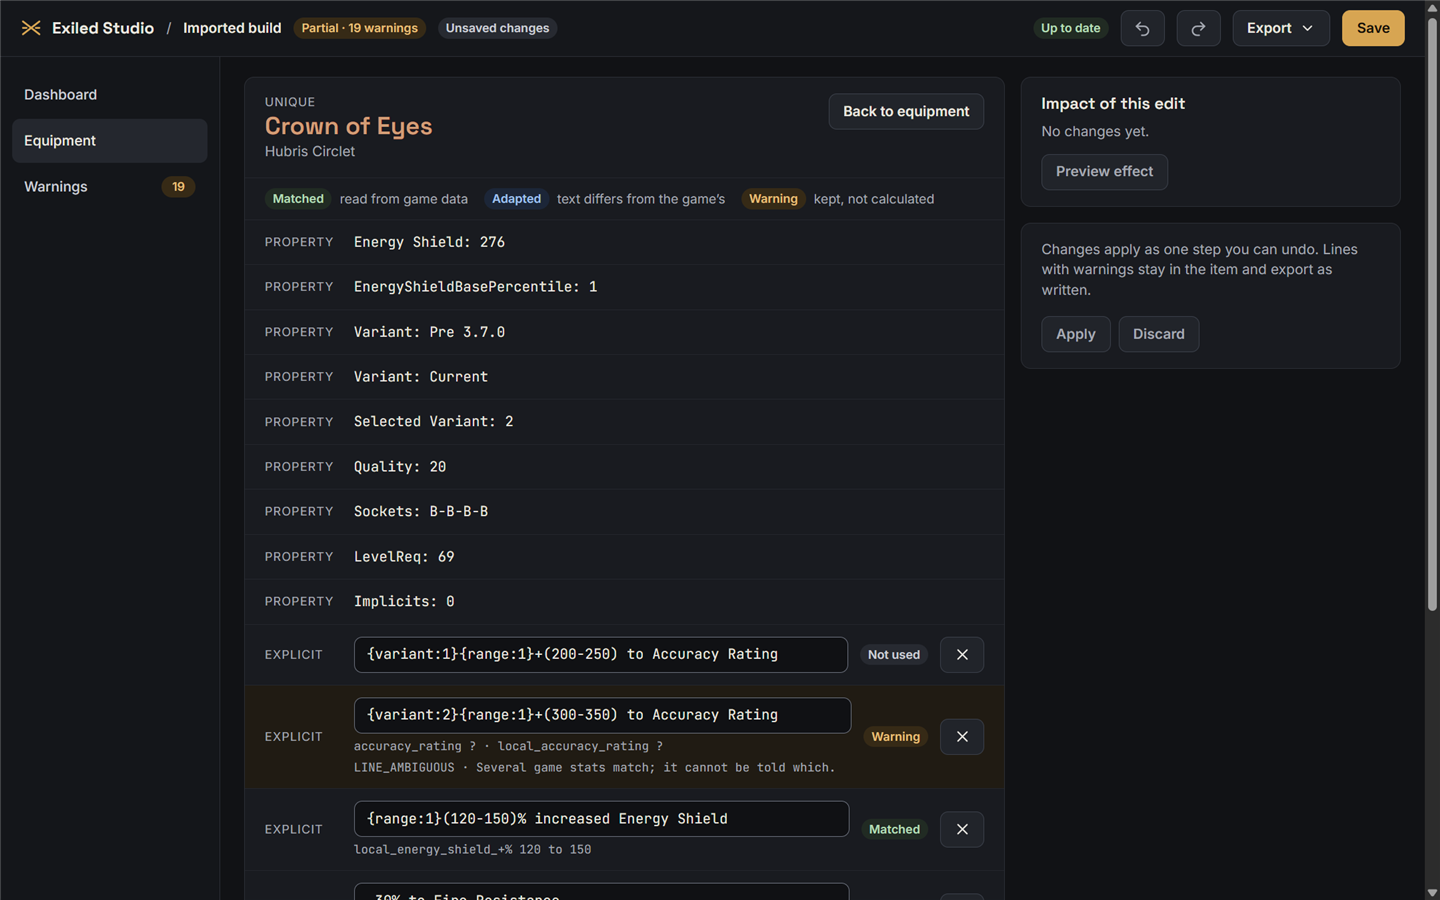 Exiled Studio / Imported build Partial · 19 warnings Unsaved changes Up to date Export Save
Dashboard
Equipment
Warnings 19
UNIQUE
Crown of Eyes
Hubris Circlet
Back to equipment
Matched read from game data Adapted text differs from the game's Warning kept, not calculated
PROPERTY Energy Shield: 276
PROPERTY EnergyShieldBasePercentile: 1
PROPERTY Variant: Pre 3.7.0
PROPERTY Variant: Current
PROPERTY Selected Variant: 2
PROPERTY Quality: 20
PROPERTY Sockets: B-B-B-B
PROPERTY LevelReq: 69
PROPERTY Implicits: 0
EXPLICIT {variant:1}{range:1}+(200-250) to Accuracy Rating Not used
EXPLICIT {variant:2}{range:1}+(300-350) to Accuracy Rating Warning
accuracy_rating ? · local_accuracy_rating ?
LINE_AMBIGUOUS · Several game stats match; it cannot be told which.
EXPLICIT {range:1}(120-150)% increased Energy Shield Matched
local_energy_shield_+% 120 to 150
-30% to Fire Resistance
Impact of this edit
No changes yet.
Preview effect
Changes apply as one step you can undo. Lines
with warnings stay in the item and export as
written.
Apply Discard